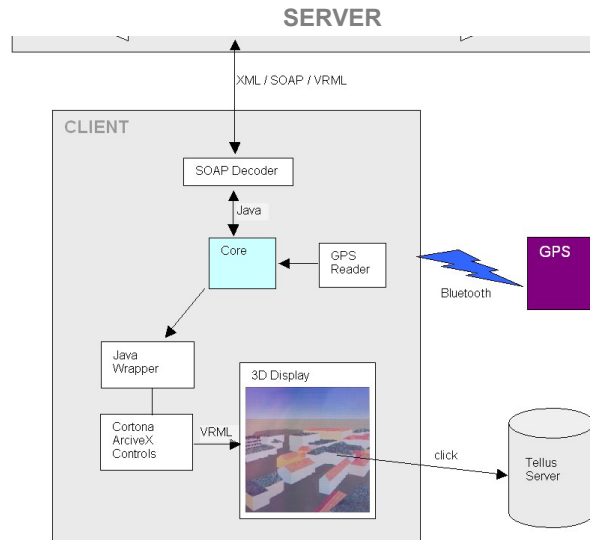 SERVER
XML / SOAP / VRML
CLIENT
SOAP Decoder
Java
Core
GPS
Reader
GPS
Bluetooth
Java
Wrapper
3D Display
Cortona
ArciveX
Controls
VRML
click
Tellus
Server